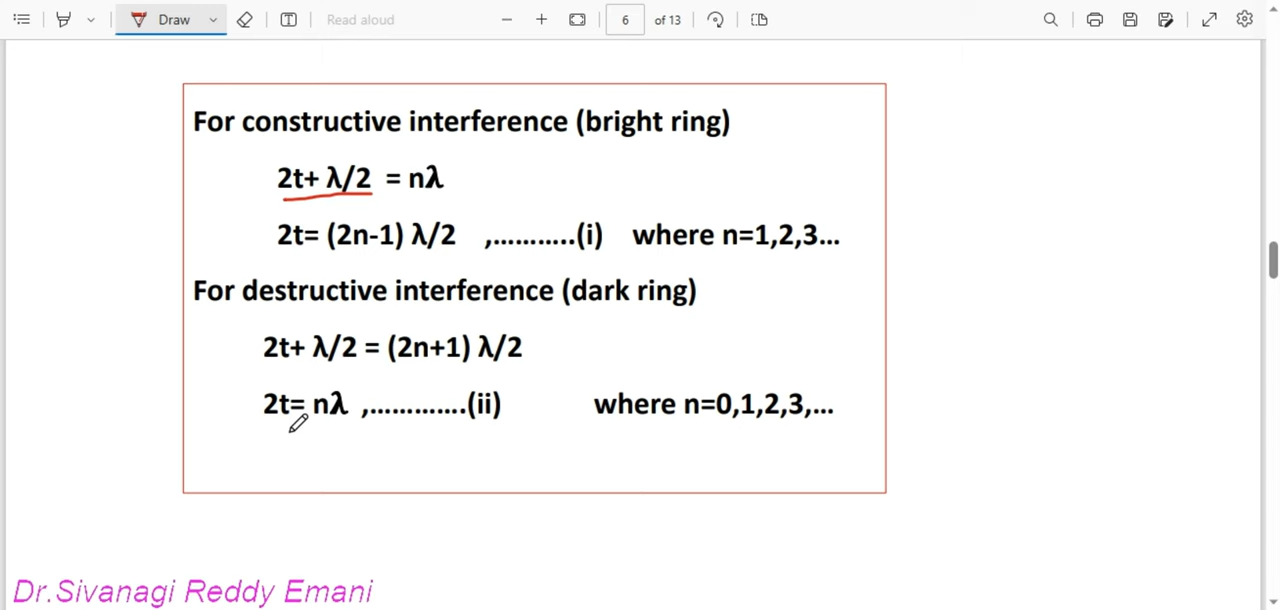 Draw
Read aloud
6 of 13
For constructive interference (bright ring)
2t+ λ/2 = nλ
2t= (2n-1) λ/2 ,...........(i) where n=1,2,3...
For destructive interference (dark ring)
2t+ λ/2 = (2n+1) λ/2
2t= nλ ,.............(ii) where n=0,1,2,3,...
Dr.Sivanagi Reddy Emani